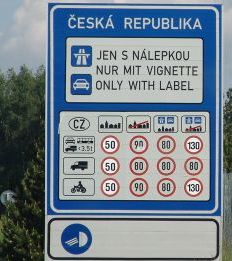 ČESKÁ REPUBLIKA
JEN S NÁLEPKOU
NUR MIT VIGNETTE
ONLY WITH LABEL
CZ
<3.5t 50 90 80 130
50 80 80 80
50 90 80 130